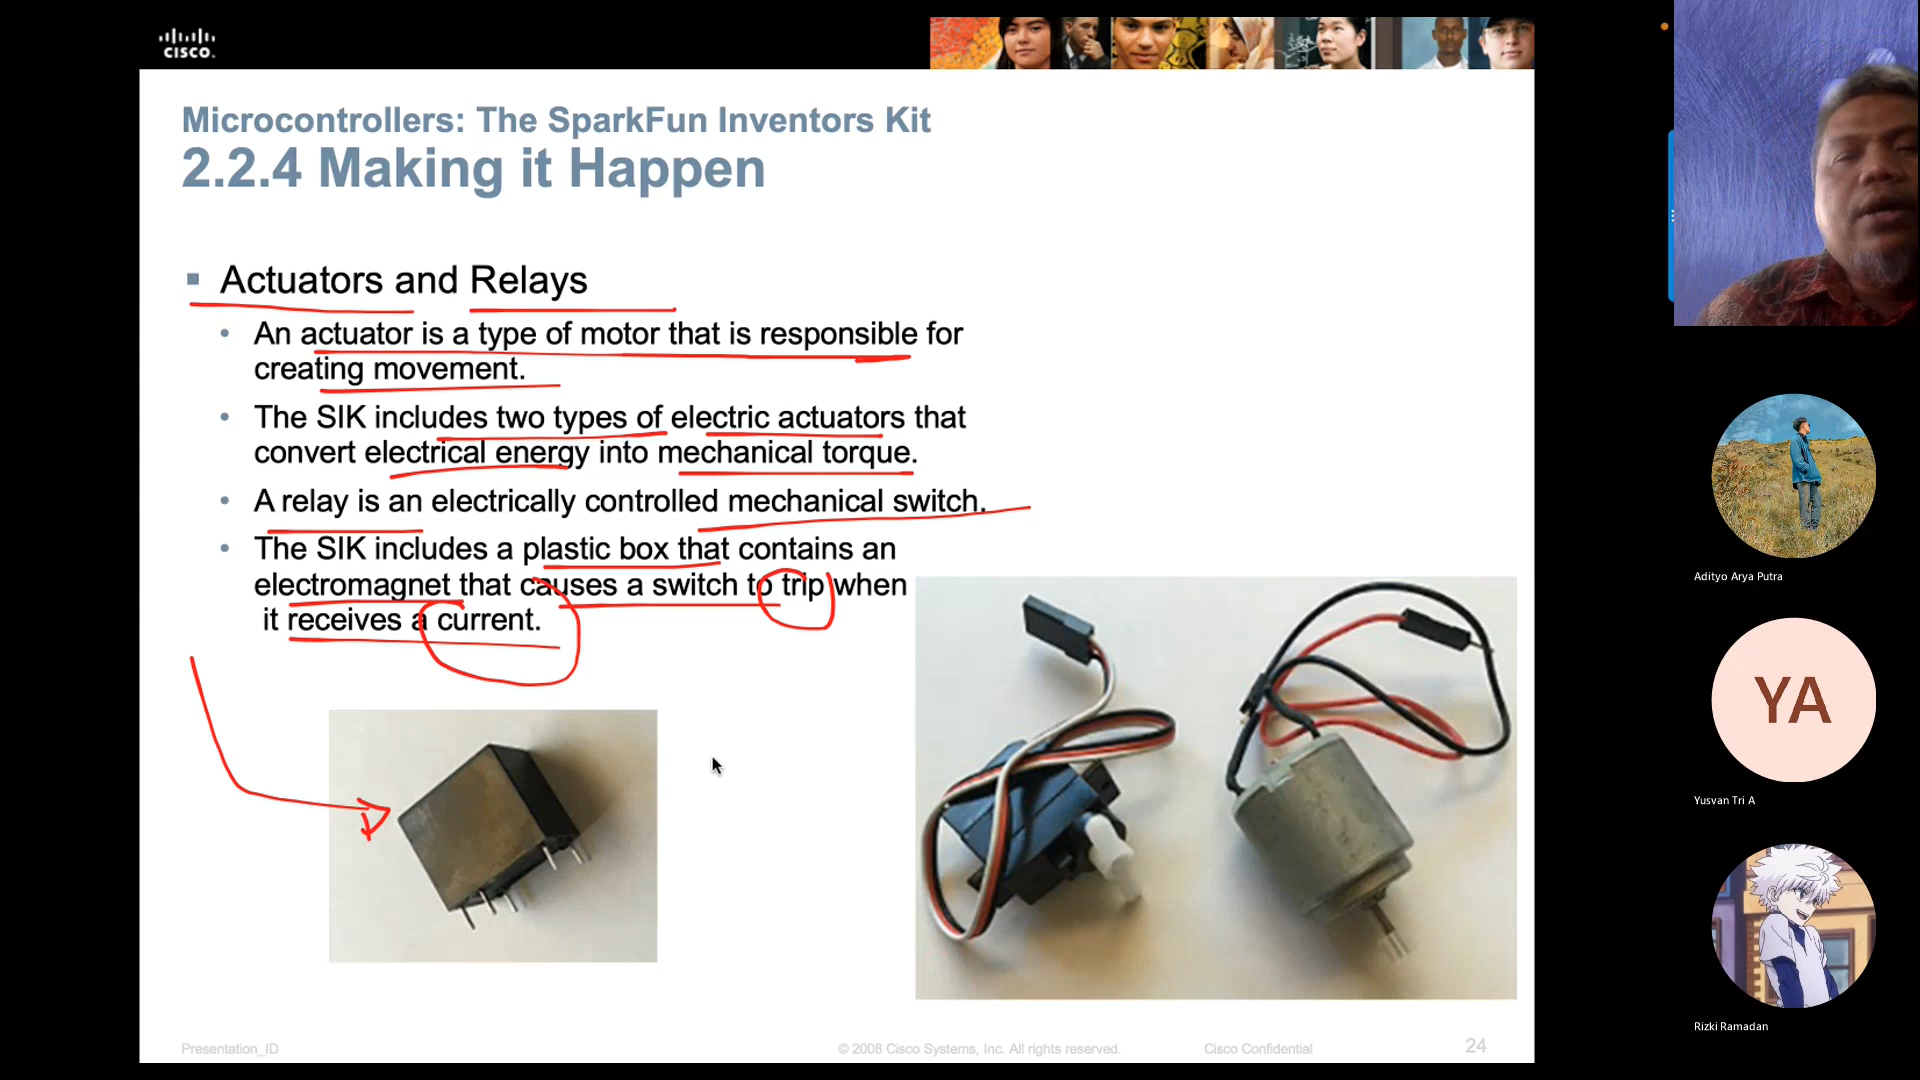 CISCO
Microcontrollers: The SparkFun Inventors Kit
2.2.4 Making it Happen
Actuators and Relays
An actuator is a type of motor that is responsible for
creating movement.
The SIK includes two types of electric actuators that
convert electrical energy into mechanical torque.
A relay is an electrically controlled mechanical switch.
The SIK includes a plastic box that contains an
electromagnet that causes a switch to trip when
it receives a current.
Presentation_ID
© 2008 Cisco Systems, Inc. All rights reserved.
Cisco Confidential
24
Adityo Arya Putra
YA
Yusvan Tri A
Rizki Ramadan